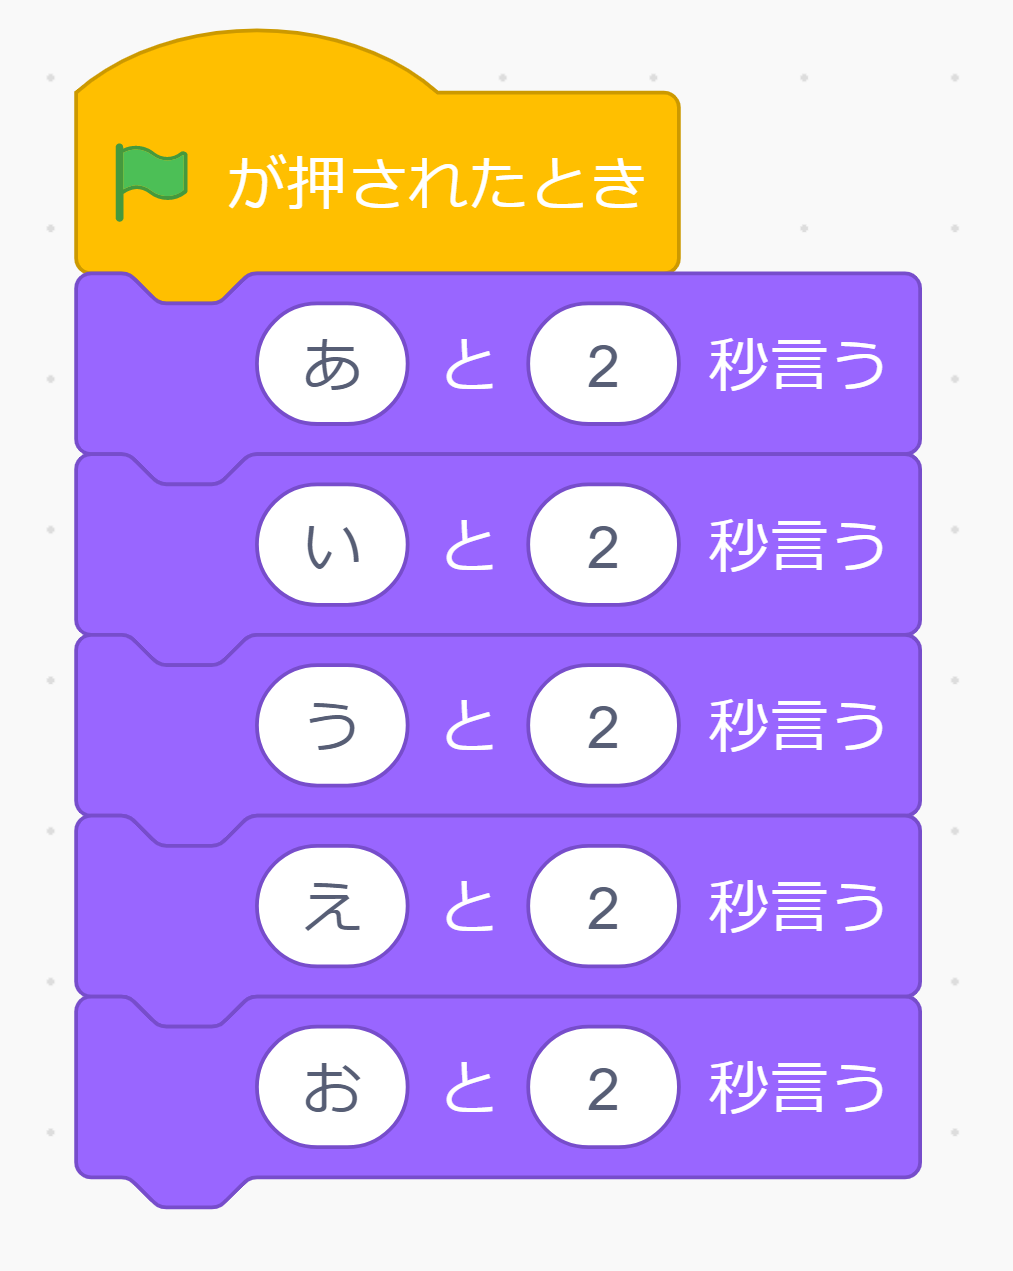 が押されたとき
あ と 2 秒言う
い と 2 秒言う
う と 2 秒言う
え と 2 秒言う
お と 2 秒言う